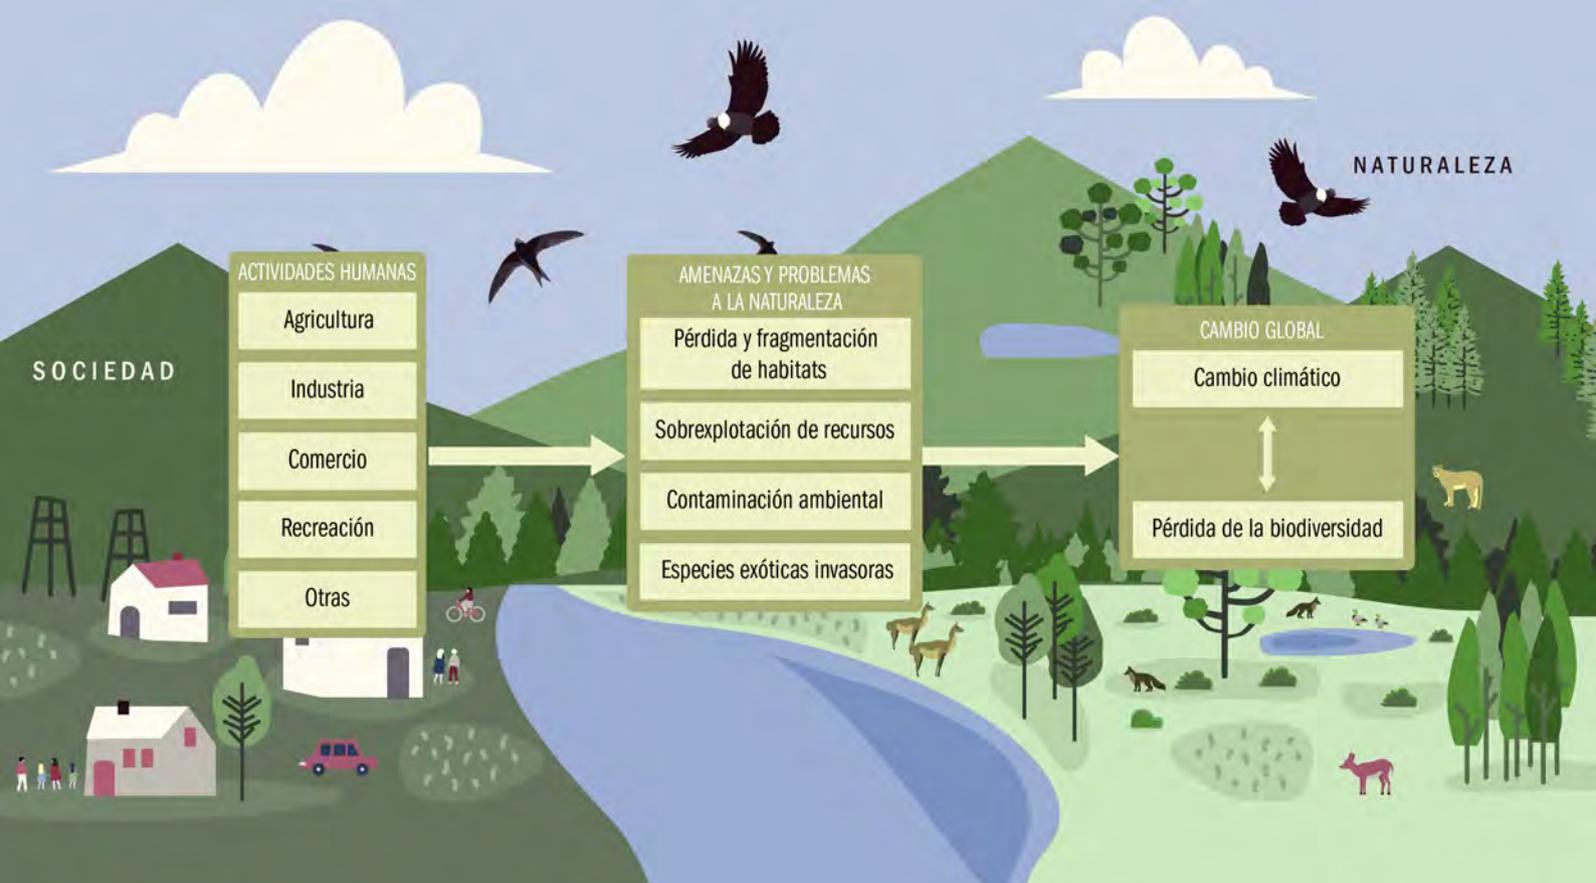 NATURALEZA
SOCIEDAD
ACTIVIDADES HUMANAS
Agricultura
Industria
Comercio
Recreación
Otras
AMENAZAS Y PROBLEMAS
A LA NATURALEZA
Pérdida y fragmentación
de habitats
Sobrexplotación de recursos
Contaminación ambiental
Especies exóticas invasoras
CAMBIO GLOBAL
Cambio climático
Pérdida de la biodiversidad